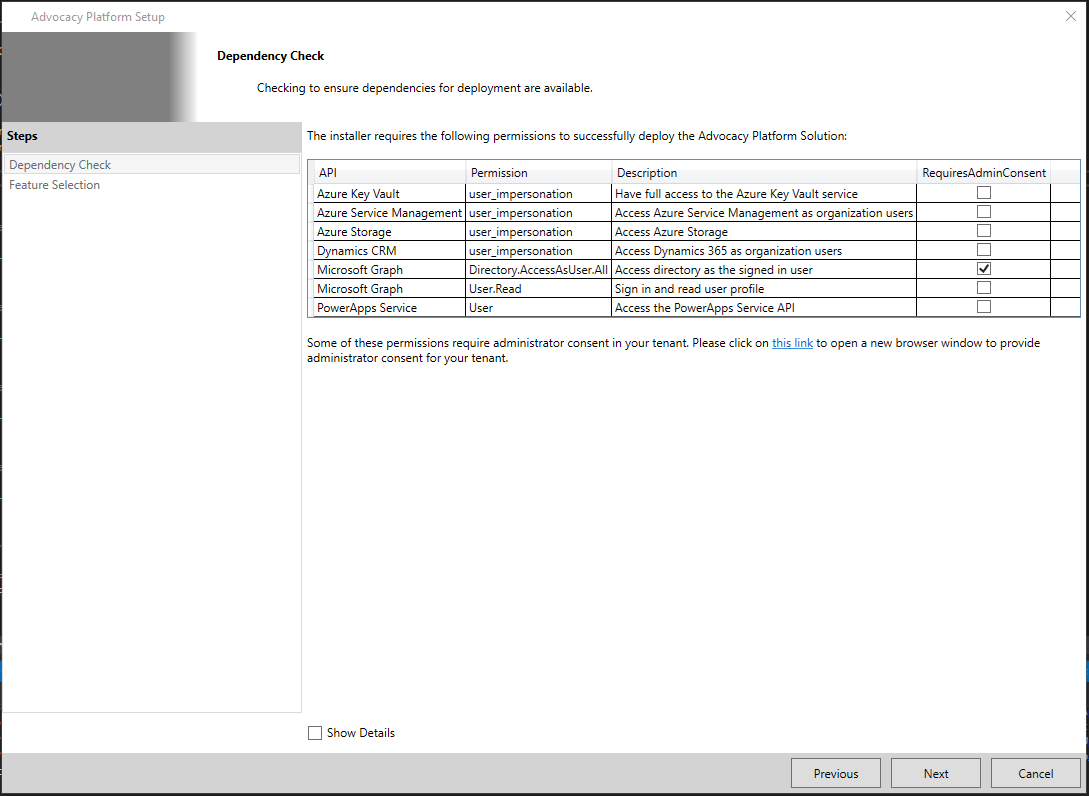 Advocacy Platform Setup
Dependency Check
Checking to ensure dependencies for deployment are available.
Steps
Dependency Check
Feature Selection
The installer requires the following permissions to successfully deploy the Advocacy Platform Solution:
API Permission Description RequiresAdminConsent
Azure Key Vault user_impersonation Have full access to the Azure Key Vault service
Azure Service Management user_impersonation Access Azure Service Management as organization users
Azure Storage user_impersonation Access Azure Storage
Dynamics CRM user_impersonation Access Dynamics 365 as organization users
Microsoft Graph Directory.AccessAsUser.All Access directory as the signed in user
Microsoft Graph User.Read Sign in and read user profile
PowerApps Service User Access the PowerApps Service API
Some of these permissions require administrator consent in your tenant. Please click on this link to open a new browser window to provide
administrator consent for your tenant.
Show Details
Previous Next Cancel